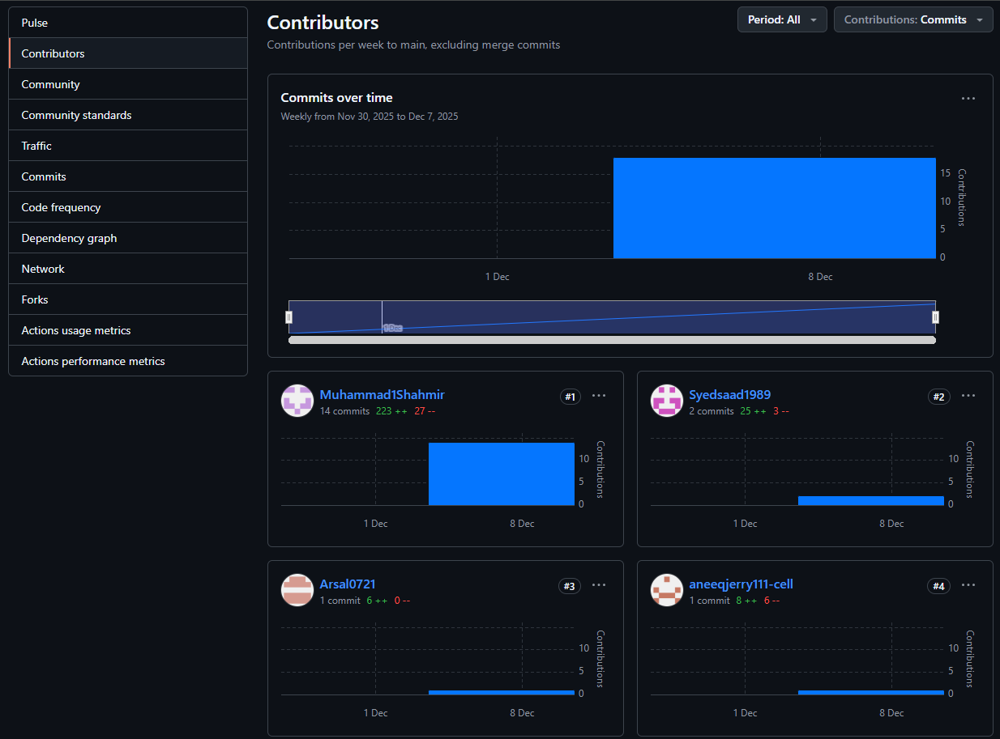 Pulse
Contributors
Community
Community standards
Traffic
Commits
Code frequency
Dependency graph
Network
Forks
Actions usage metrics
Actions performance metrics
Contributors
Contributions per week to main, excluding merge commits
Period: All
Contributions: Commits
Commits over time
Weekly from Nov 30, 2025 to Dec 7, 2025
15
10
5
0
Contributions
1 Dec
8 Dec
1 Dec
Muhammad1Shahmir
#1
14 commits 223 ++ 27 --
10
5
0
Contributions
1 Dec
8 Dec
Syedsaad1989
#2
2 commits 25 ++ 3 --
10
5
0
Contributions
1 Dec
8 Dec
Arsal0721
#3
1 commit 6 ++ 0 --
10
5
0
Contributions
1 Dec
8 Dec
aneeqjerry111-cell
#4
1 commit 8 ++ 6 --
10
5
0
Contributions
1 Dec
8 Dec